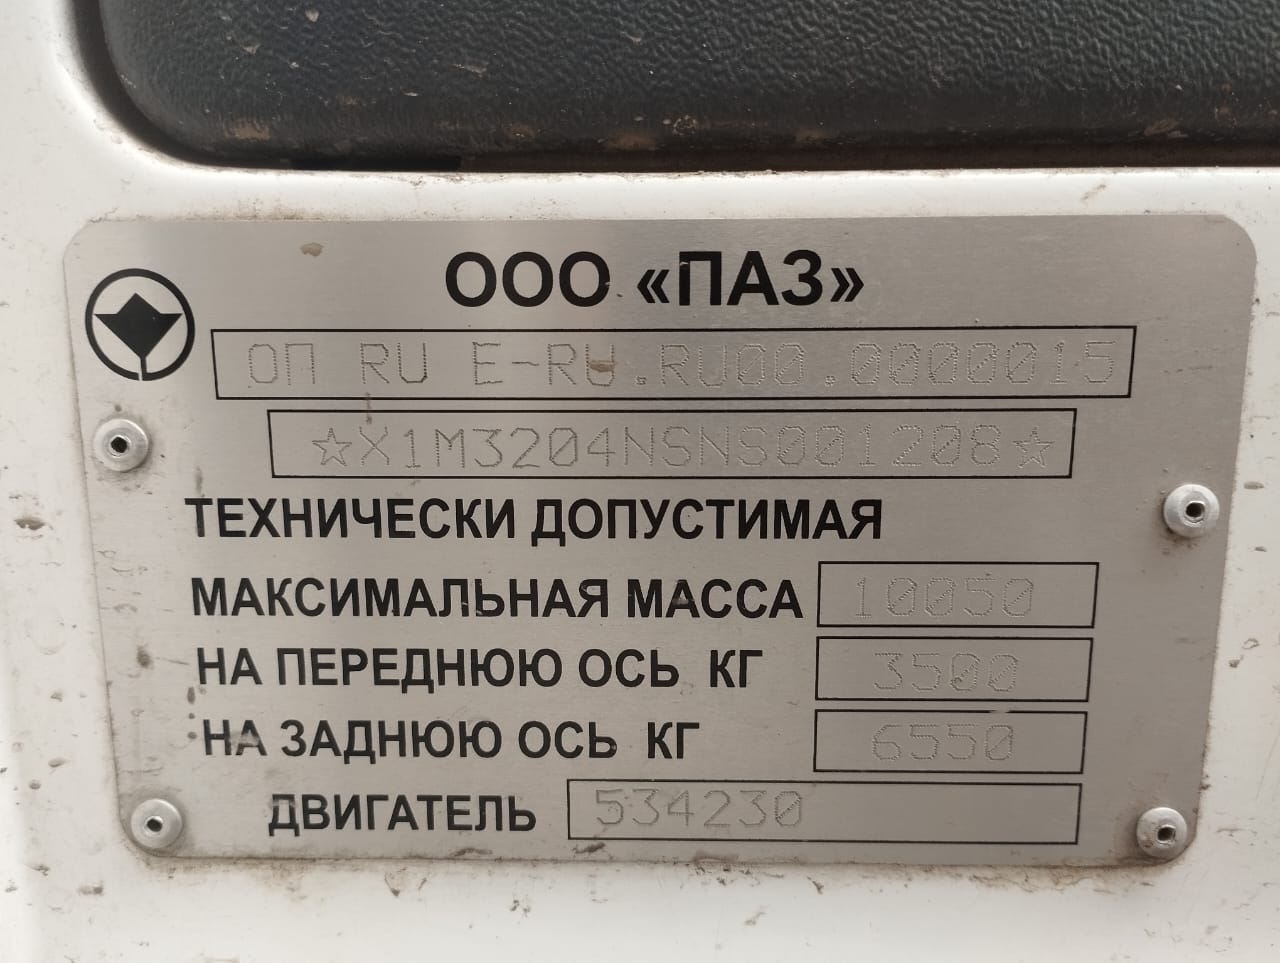 ООО «ПАЗ»
ОП RU E-RU.RU00.0000015
☆X1M3204NSNS001208☆
ТЕХНИЧЕСКИ ДОПУСТИМАЯ
МАКСИМАЛЬНАЯ МАССА 10050
НА ПЕРЕДНЮЮ ОСЬ КГ 3500
НА ЗАДНЮЮ ОСЬ КГ 6550
ДВИГАТЕЛЬ 534230